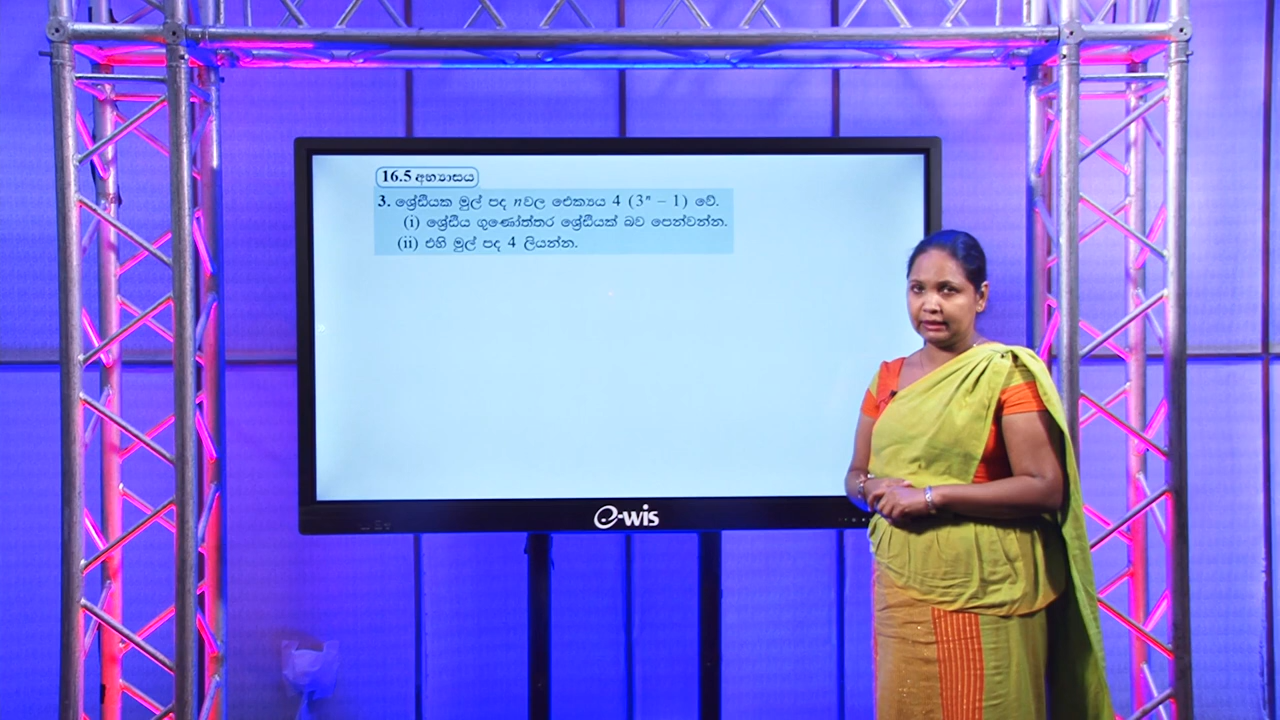 16.5 අභ්‍යාසය
3. ශ්‍රේඪියක මුල් පද n වල ඓක්‍යය 4 (3ⁿ – 1) වේ.
(i) ශ්‍රේඪිය ගුණෝත්තර ශ්‍රේඪියක් බව පෙන්වන්න.
(ii) එහි මුල් පද 4 ලියන්න.
e-wis